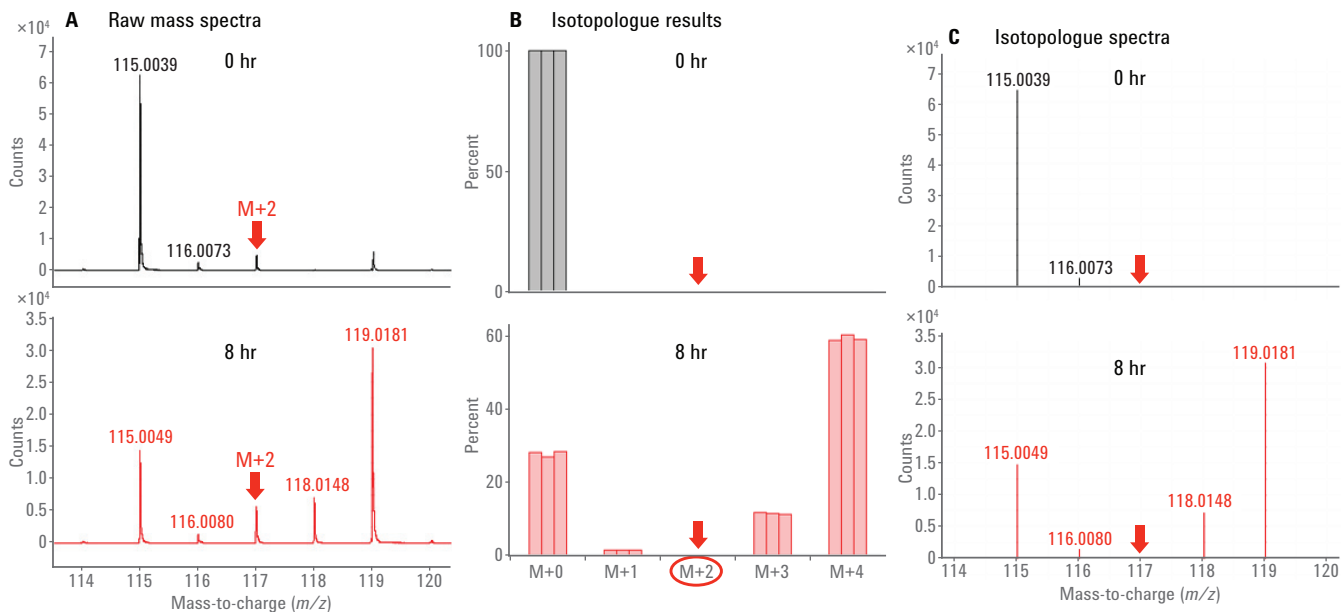 A Raw mass spectra
×10⁴
0 hr
7
6
5
4
3
2
1
0
Counts
115.0039
116.0073
M+2
×10⁴
8 hr
3.5
3.0
2.5
2.0
1.5
1.0
0.5
0
Counts
115.0049
116.0080
M+2
118.0148
119.0181
114 115 116 117 118 119 120
Mass-to-charge (m/z)
B Isotopologue results
0 hr
100
50
0
Percent
8 hr
60
40
20
0
Percent
M+0 M+1 M+2 M+3 M+4
C Isotopologue spectra
×10⁴
0 hr
7
6
5
4
3
2
1
0
Counts
115.0039
116.0073
×10⁴
8 hr
3.5
3.0
2.5
2.0
1.5
1.0
0.5
0
Counts
115.0049
116.0080
118.0148
119.0181
114 115 116 117 118 119 120
Mass-to-charge (m/z)